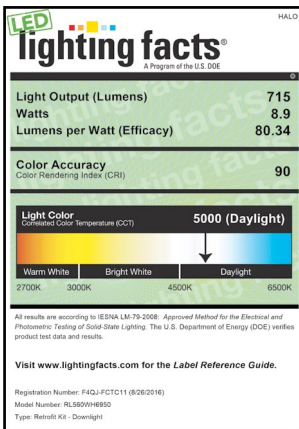 LED
HALO
lighting facts®
A Program of the U.S. DOE
Light Output (Lumens) 715
Watts 8.9
Lumens per Watt (Efficacy) 80.34
Color Accuracy
Color Rendering Index (CRI) 90
Light Color
Correlated Color Temperature (CCT) 5000 (Daylight)
Warm White Bright White Daylight
2700K 3000K 4500K 6500K
All results are according to IESNA LM-79-2008: Approved Method for the Electrical and
Photometric Testing of Solid-State Lighting. The U.S. Department of Energy (DOE) verifies
product test data and results.
Visit www.lightingfacts.com for the Label Reference Guide.
Registration Number: F4QJ-FCTC11 (8/26/2016)
Model Number: RL560WH6950
Type: Retrofit Kit - Downlight